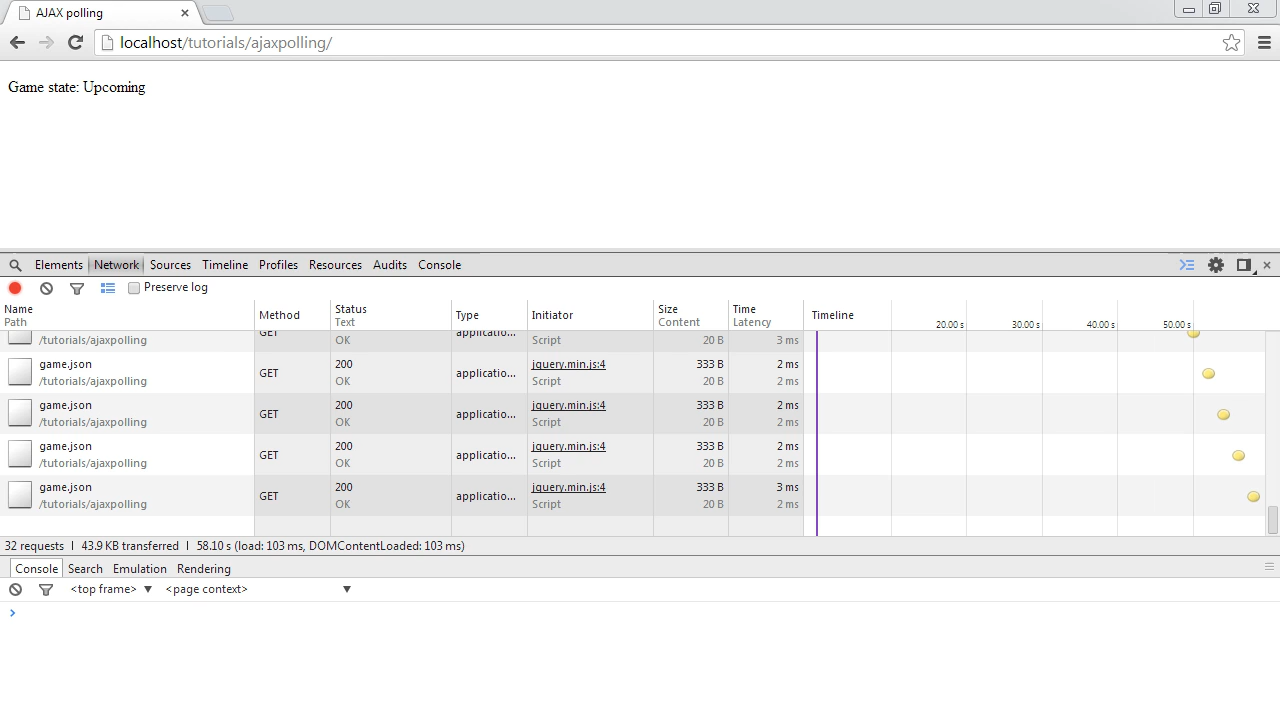 AJAX polling
localhost/tutorials/ajaxpolling/
Game state: Upcoming
Elements Network Sources Timeline Profiles Resources Audits Console
Preserve log
Name Method Status Type Initiator Size Time Timeline
Path Text Content Latency
20.00 s 30.00 s 40.00 s 50.00 s
GET applicatio...
/tutorials/ajaxpolling OK Script 20 B 3 ms
game.json 200 jquery.min.js:4 333 B 2 ms
GET applicatio...
/tutorials/ajaxpolling OK Script 20 B 2 ms
game.json 200 jquery.min.js:4 333 B 2 ms
GET applicatio...
/tutorials/ajaxpolling OK Script 20 B 2 ms
game.json 200 jquery.min.js:4 333 B 2 ms
GET applicatio...
/tutorials/ajaxpolling OK Script 20 B 2 ms
game.json 200 jquery.min.js:4 333 B 3 ms
GET applicatio...
/tutorials/ajaxpolling OK Script 20 B 2 ms
32 requests | 43.9 KB transferred | 58.10 s (load: 103 ms, DOMContentLoaded: 103 ms)
Console Search Emulation Rendering
<top frame> ▼ <page context> ▼